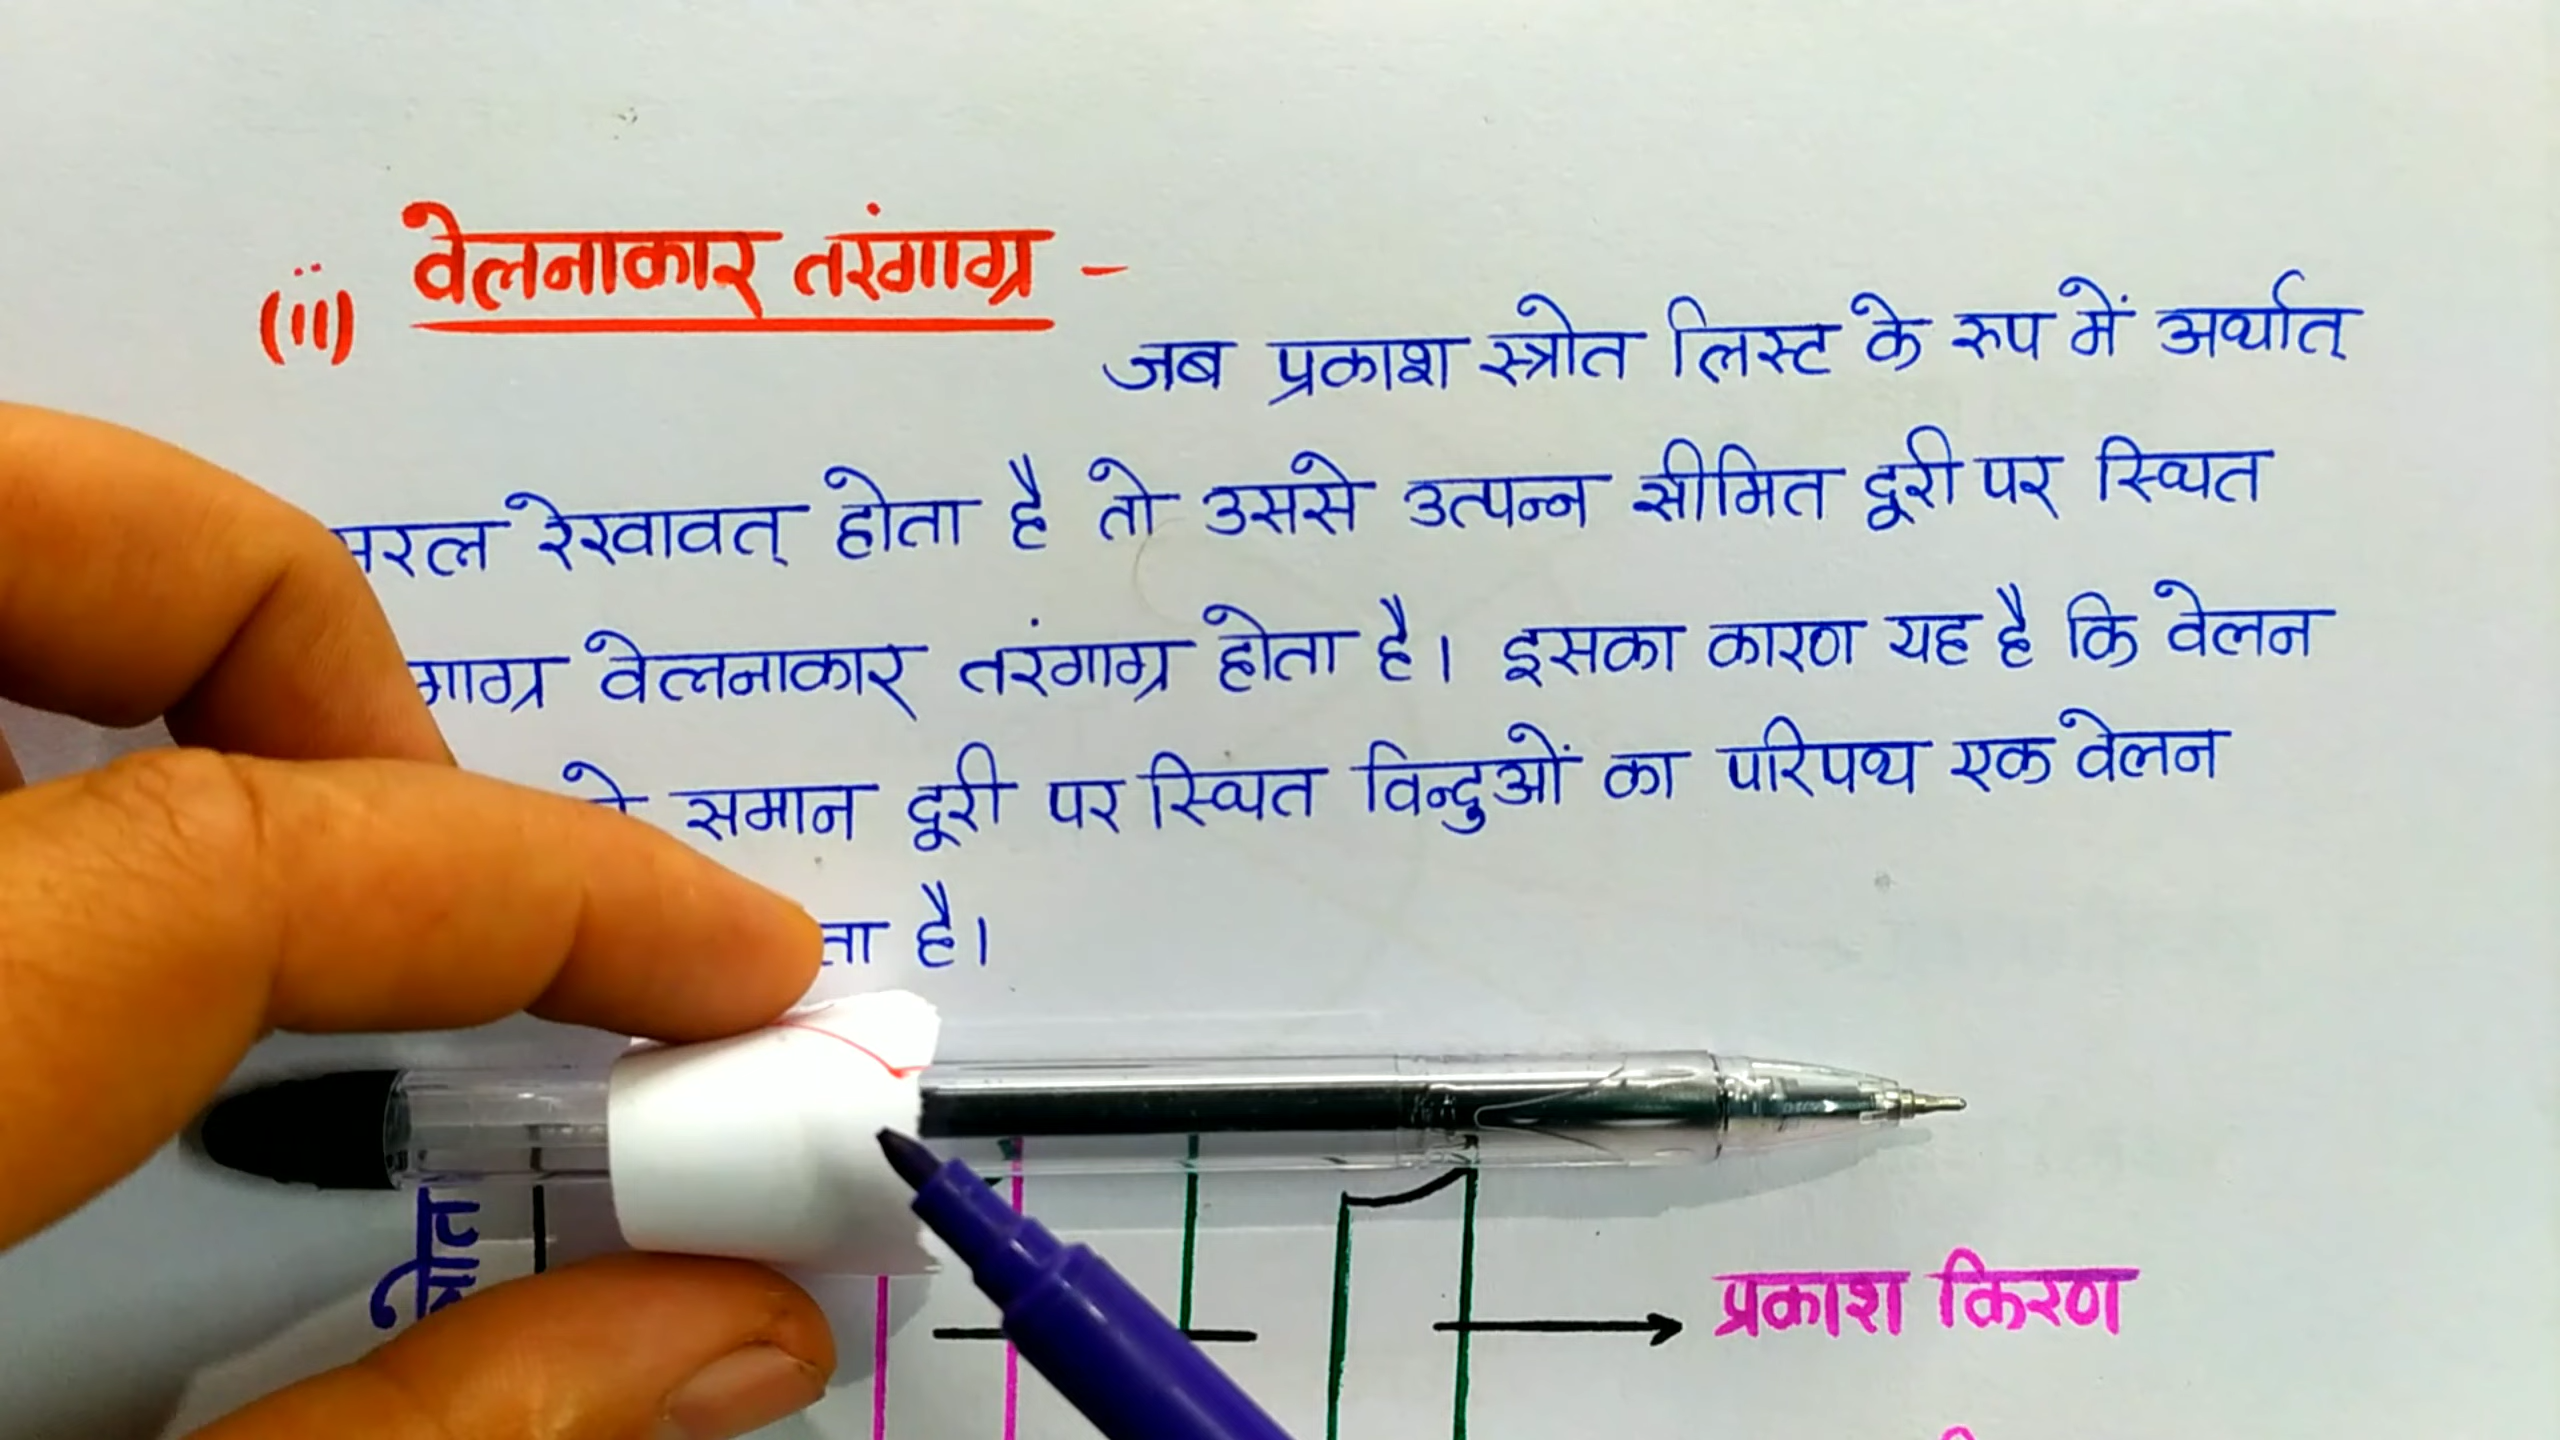 (ii) वेलनाकार तरंगाग्र -
जब प्रकाश स्त्रोत लिस्ट के रुप में अर्थात्
सरल रेखावत् होता है तो उससे उत्पन्न सीमित दूरी पर स्थित
वेलनाकार तरंगाग्र होता है। इसका कारण यह है कि वेलन
समान दूरी पर स्थित विन्दुओं का परिपथ एक वेलन
है।
प्रकाश किरण